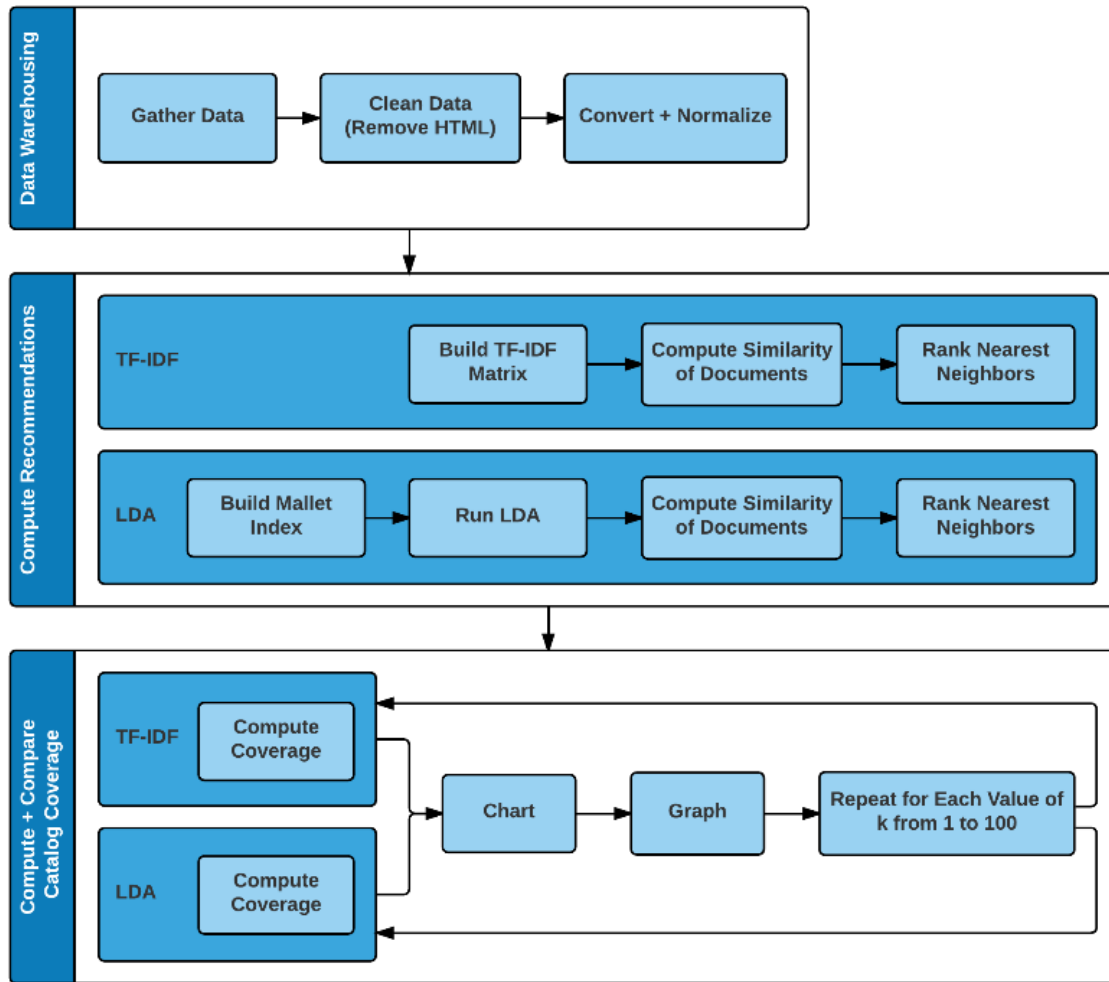 Data Warehousing
Gather Data
Clean Data
(Remove HTML)
Convert + Normalize
Compute Recommendations
TF-IDF
Build TF-IDF
Matrix
Compute Similarity
of Documents
Rank Nearest
Neighbors
LDA
Build Mallet
Index
Run LDA
Compute Similarity
of Documents
Rank Nearest
Neighbors
Compute + Compare
Catalog Coverage
TF-IDF
Compute
Coverage
LDA
Compute
Coverage
Chart
Graph
Repeat for Each Value of
k from 1 to 100